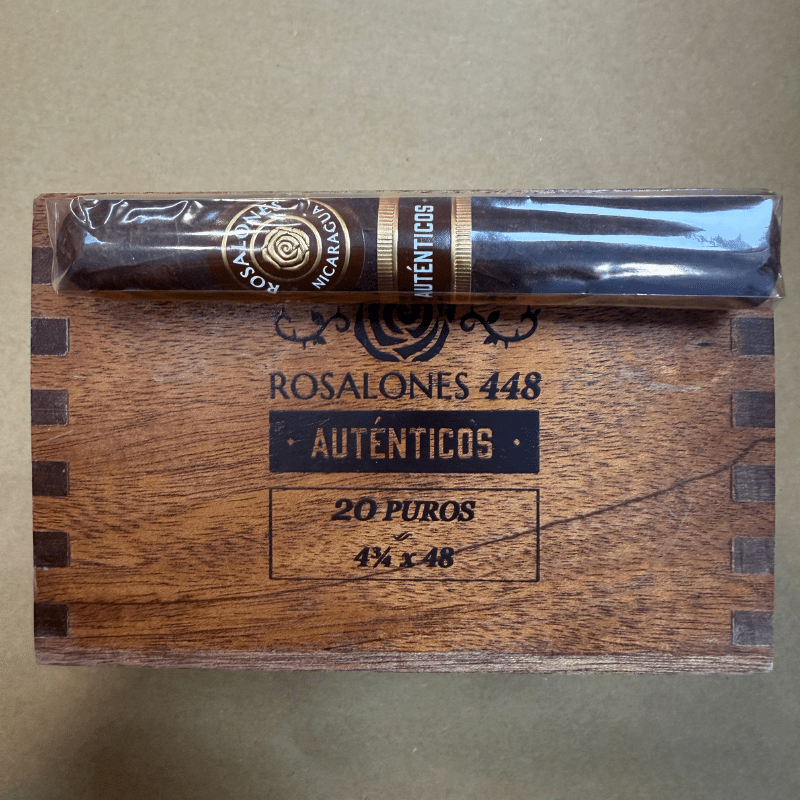 ROSALONES
NICARAGUA
AUTÉNTICOS
ROSALONES 448
· AUTÉNTICOS ·
20 PUROS
4¾ x 48